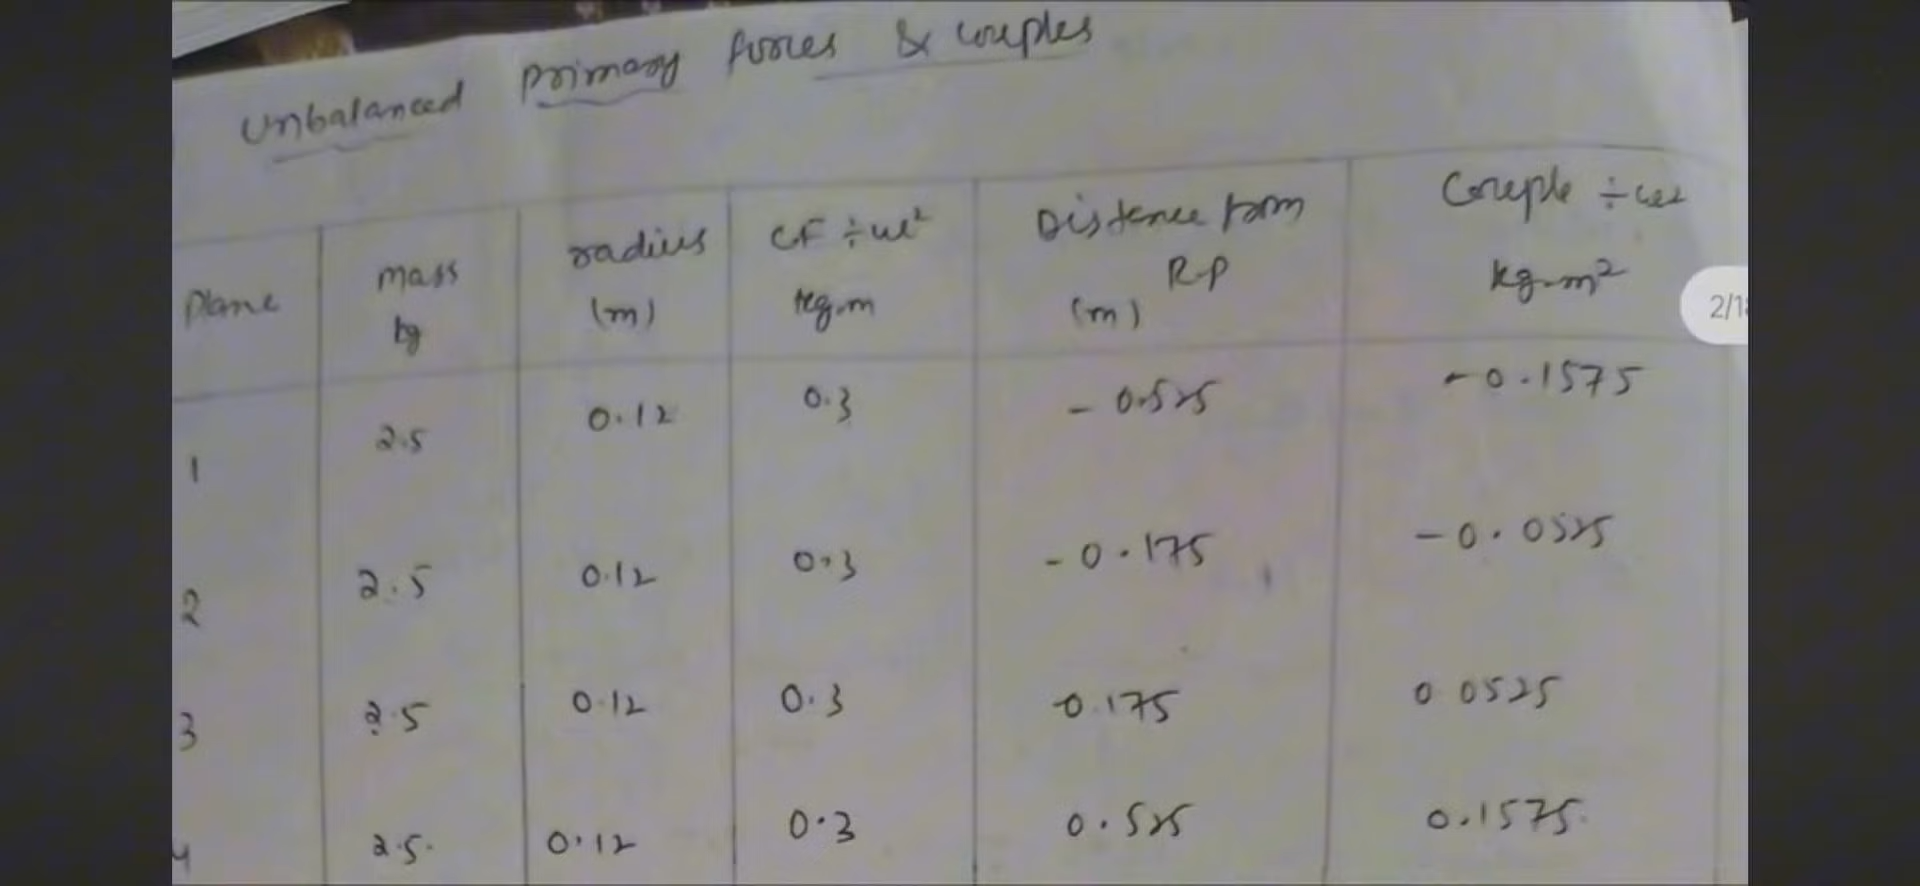 Unbalanced primary forces & couples
Plane mass kg radius (m) CF ÷ ω² kg.m Distance from R.P (m) Couple ÷ ω² kg-m²
2/18
1 2.5 0.12 0.3 - 0.525 -0.1575
2 2.5 0.12 0.3 -0.175 -0.0525
3 2.5 0.12 0.3 0.175 0.0525
4 2.5. 0.12 0.3 0.525 0.1575.